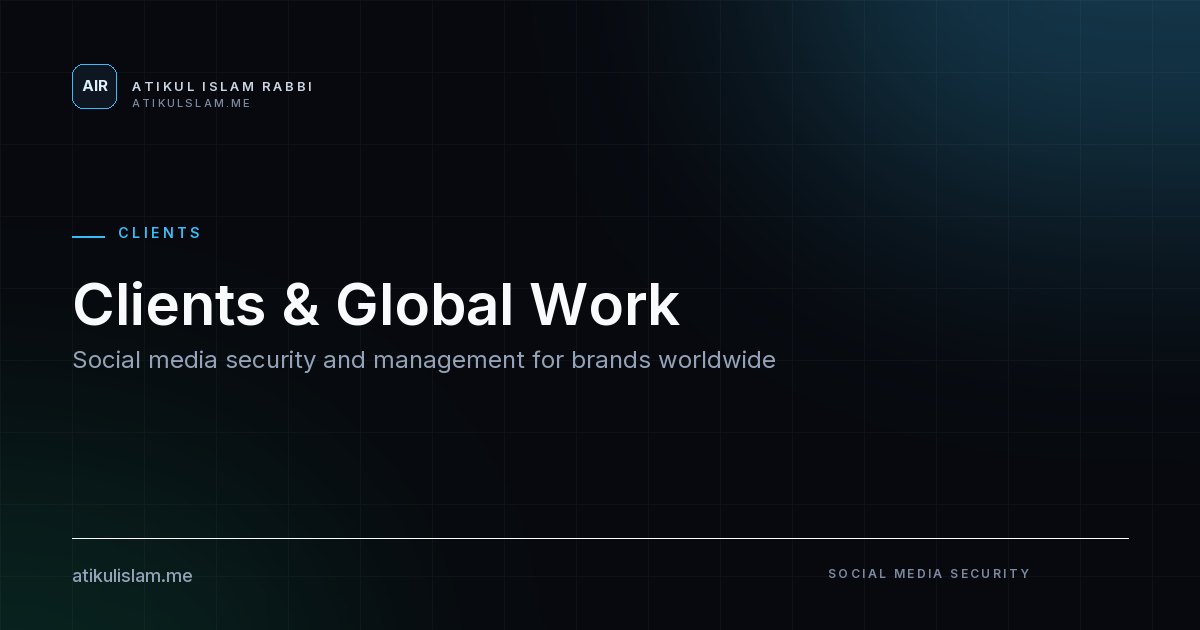 AIR
ATIKUL ISLAM RABBI
ATIKULSLAM.ME
CLIENTS
Clients & Global Work
Social media security and management for brands worldwide
atikulislam.me
SOCIAL MEDIA SECURITY